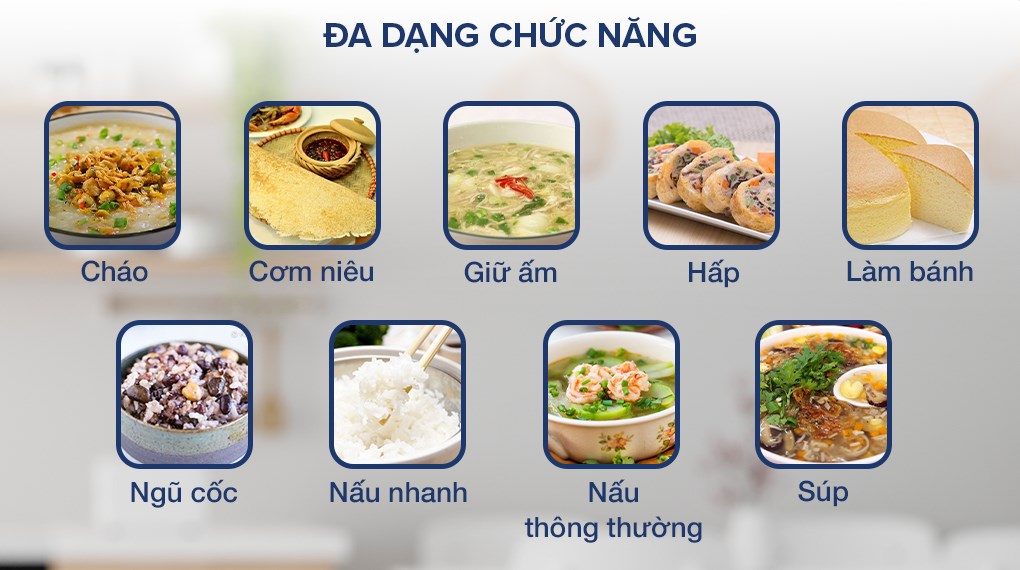 ĐA DẠNG CHỨC NĂNG
Cháo
Cơm niêu
Giữ ấm
Hấp
Làm bánh
Ngũ cốc
Nấu nhanh
Nấu
thông thường
Súp